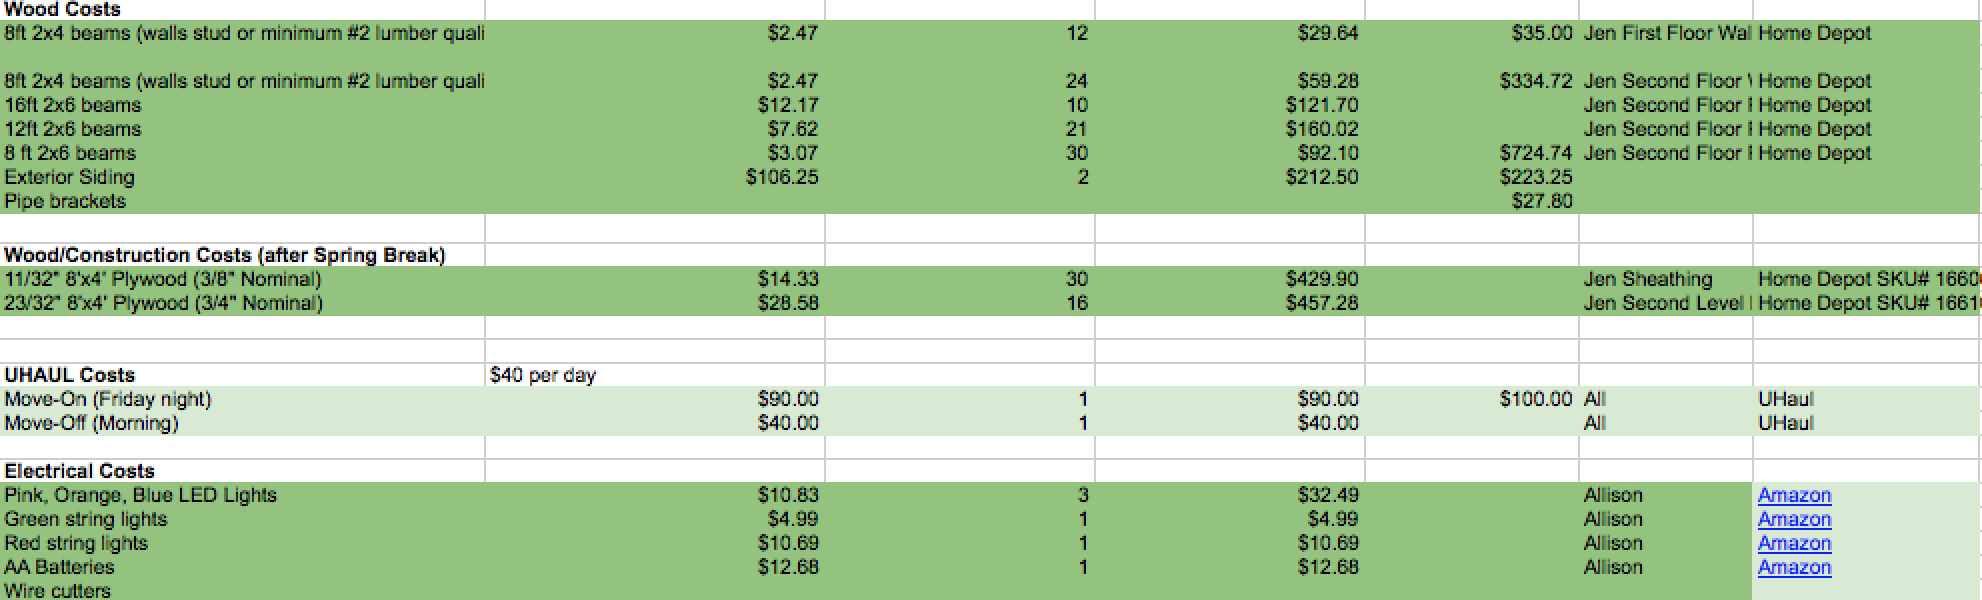 Wood Costs
8ft 2x4 beams (walls stud or minimum #2 lumber quali $2.47 12 $29.64 $35.00 Jen First Floor Wal Home Depot
8ft 2x4 beams (walls stud or minimum #2 lumber quali $2.47 24 $59.28 $334.72 Jen Second Floor Home Depot
16ft 2x6 beams $12.17 10 $121.70 Jen Second Floor Home Depot
12ft 2x6 beams $7.62 21 $160.02 Jen Second Floor Home Depot
8 ft 2x6 beams $3.07 30 $92.10 $724.74 Jen Second Floor Home Depot
Exterior Siding $106.25 2 $212.50 $223.25
Pipe brackets $27.80
Wood/Construction Costs (after Spring Break)
11/32" 8'x4' Plywood (3/8" Nominal) $14.33 30 $429.90 Jen Sheathing Home Depot SKU# 1660
23/32" 8'x4' Plywood (3/4" Nominal) $28.58 16 $457.28 Jen Second Level Home Depot SKU# 1661
UHAUL Costs $40 per day
Move-On (Friday night) $90.00 1 $90.00 $100.00 All UHaul
Move-Off (Morning) $40.00 1 $40.00 All UHaul
Electrical Costs
Pink, Orange, Blue LED Lights $10.83 3 $32.49 Allison Amazon
Green string lights $4.99 1 $4.99 Allison Amazon
Red string lights $10.69 1 $10.69 Allison Amazon
AA Batteries $12.68 1 $12.68 Allison Amazon
Wire cutters